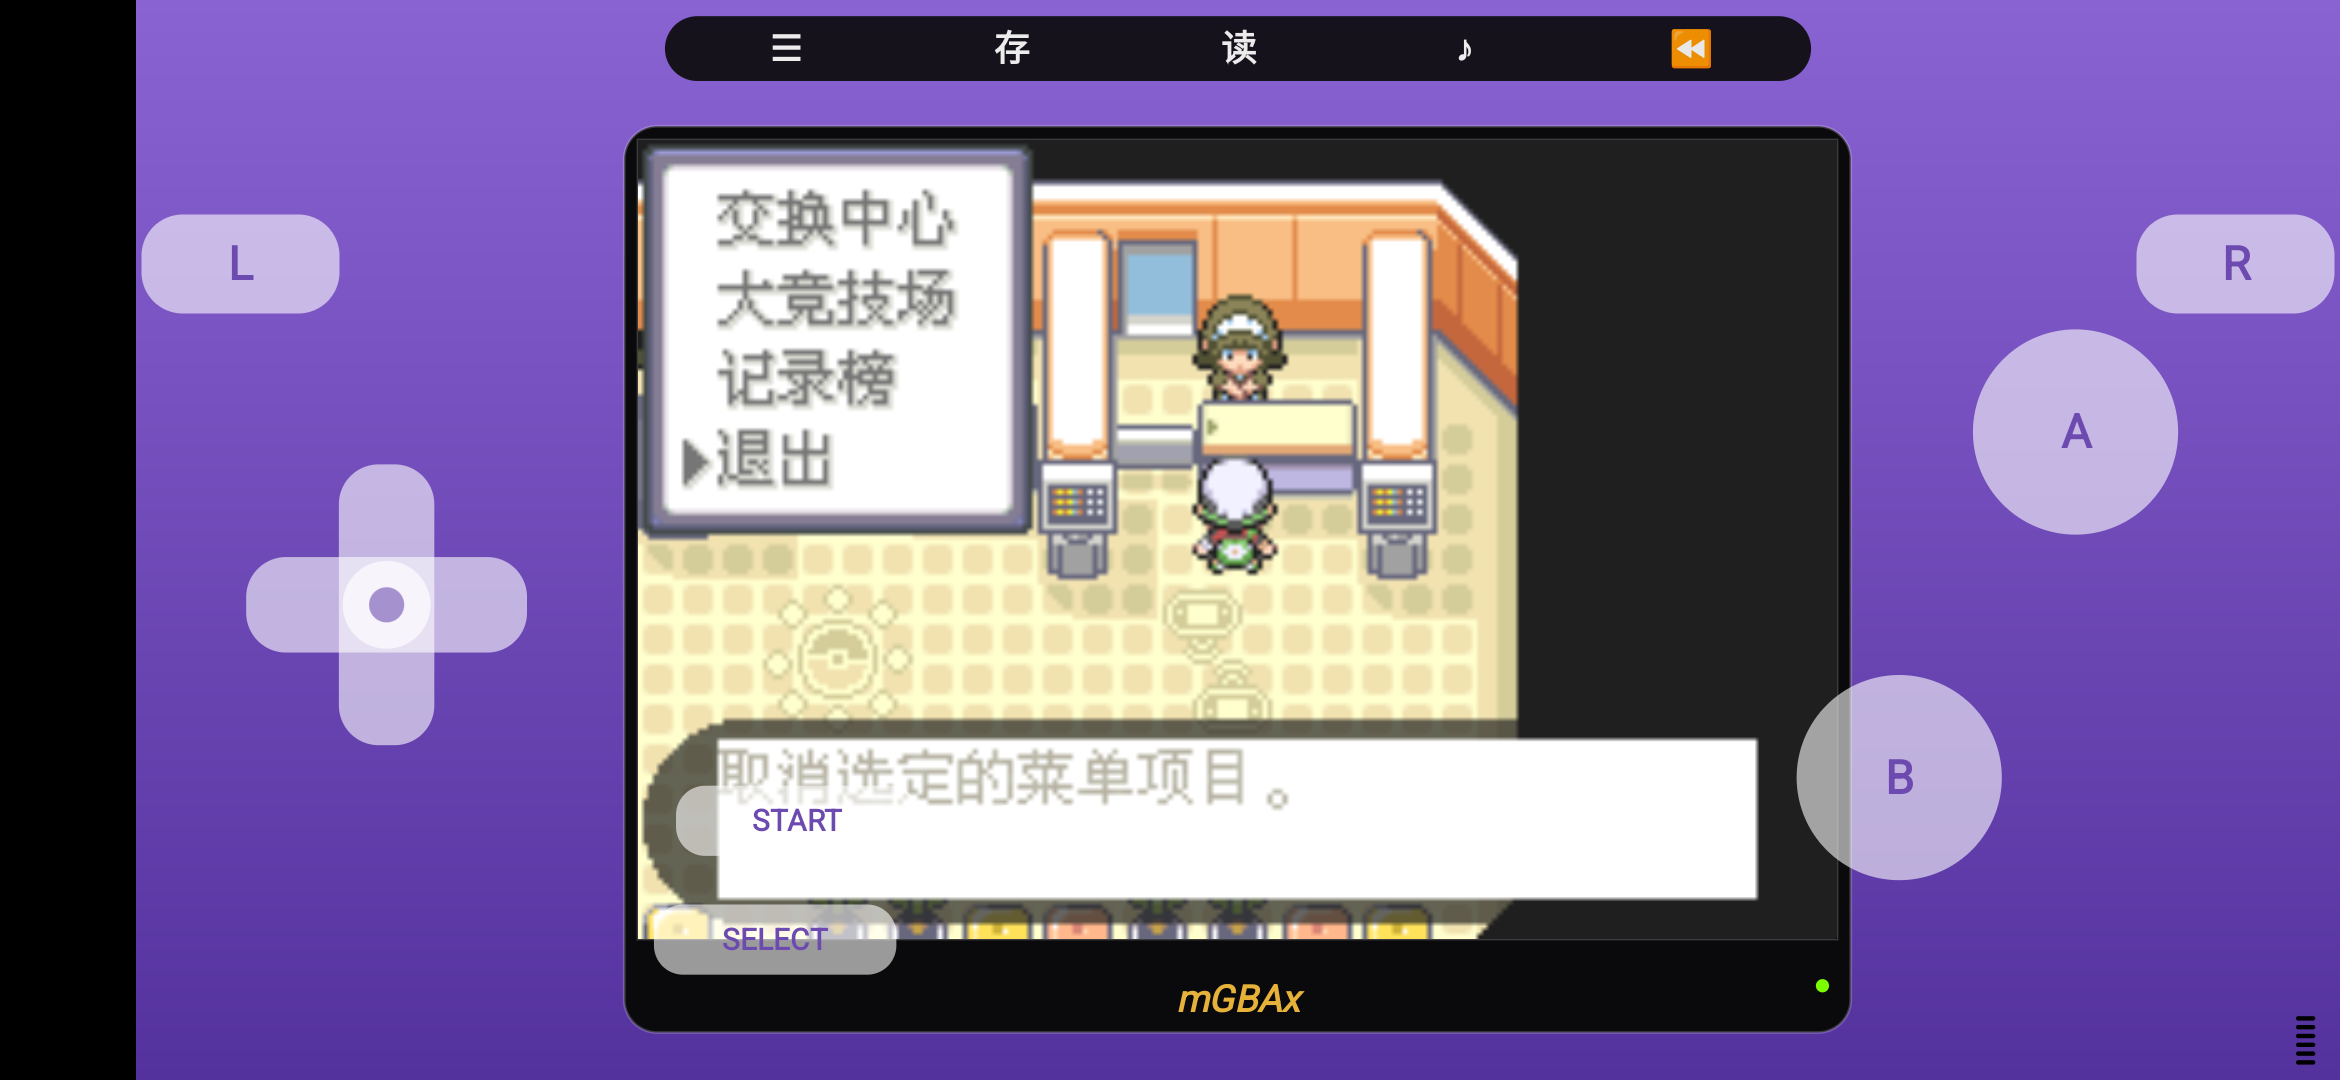 存 读
L
R
交换中心
大竞技场
记录榜
退出
A
取消选定的菜单项目。
START
B
SELECT
mGBAx